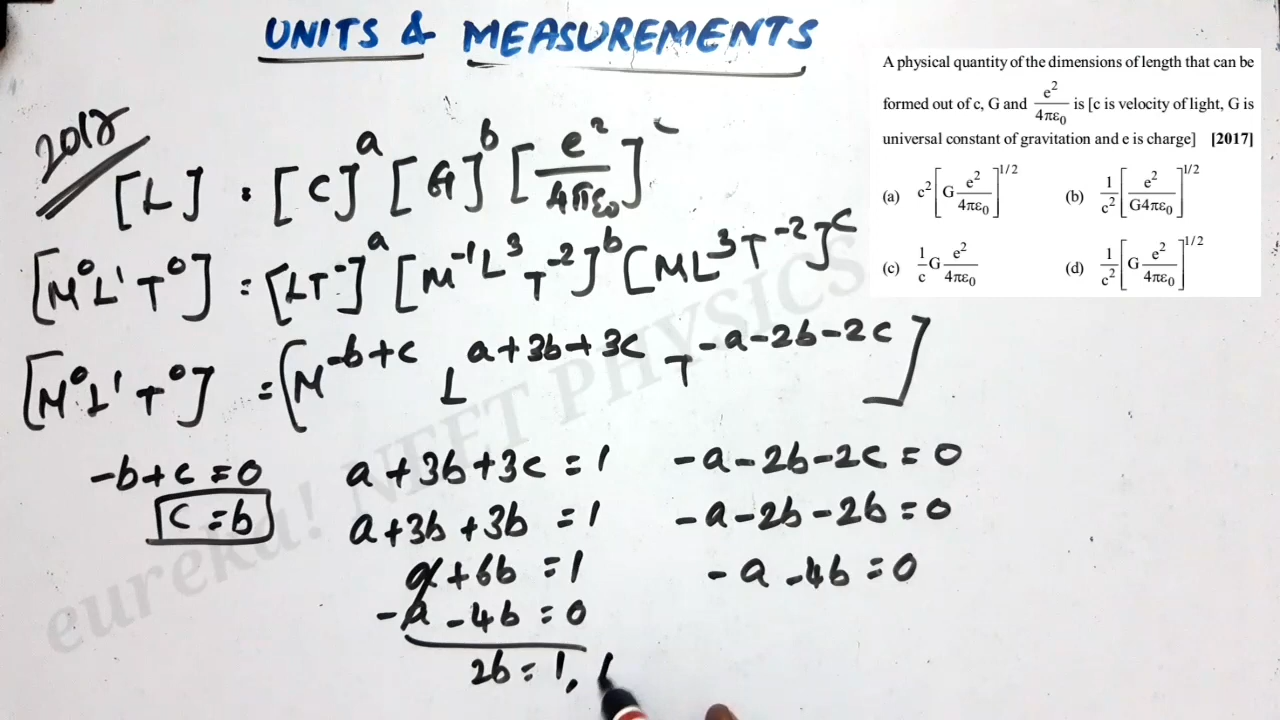 UNITS & MEASUREMENTS
A physical quantity of the dimensions of length that can be
formed out of c, G and e²/4πε₀ is [c is velocity of light, G is
universal constant of gravitation and e is charge] [2017]
(a) c²[G e²/4πε₀]^1/2 (b) 1/c² [e²/G4πε₀]^1/2
(c) 1/c G e²/4πε₀ (d) 1/c² [G e²/4πε₀]^1/2
[L] = [C]^a [G]^b [e²/4πε₀]^c
[M⁰L¹T⁰] = [LT⁻]^a [M⁻¹L³T⁻²]^b [ML³T⁻²]^c
[M⁰L¹T⁰] = [M^-b+c L^a+3b+3c T^-a-2b-2c]
-b+c=0
c=b
a+3b+3c=1
a+3b+3b=1
a+6b=1
-a-4b=0
2b=1,
-a-2b-2c=0
-a-2b-2b=0
-a-4b=0
eureka! NEET PHYSICS